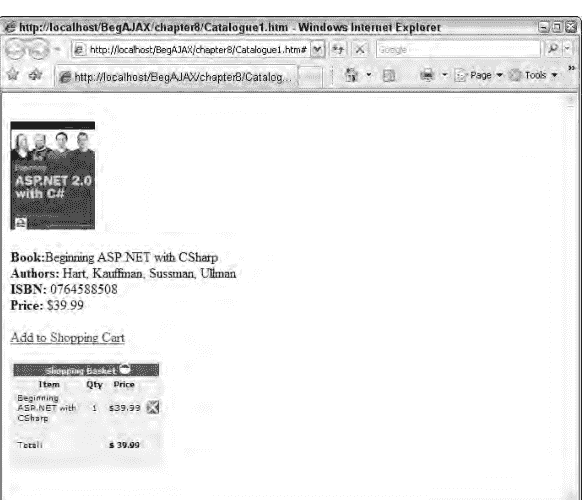 http://localhost/BegAJAX/chapter8/Catalogue1.htm - Windows Internet Explorer
http://localhost/BegAJAX/chapter8/Catalogue1.htm#
Google
http://localhost/BegAJAX/chapter8/Catalog...
Page
Tools
Beginning
ASP.NET 2.0
with C#
Book:Beginning ASP.NET with CSharp
Authors: Hart, Kauffman, Sussman, Ullman
ISBN: 0764588508
Price: $39.99
Add to Shopping Cart
Shopping Basket
Item Qty Price
Beginning
ASP.NET with 1 $39.99
CSharp
Total: $ 39.99